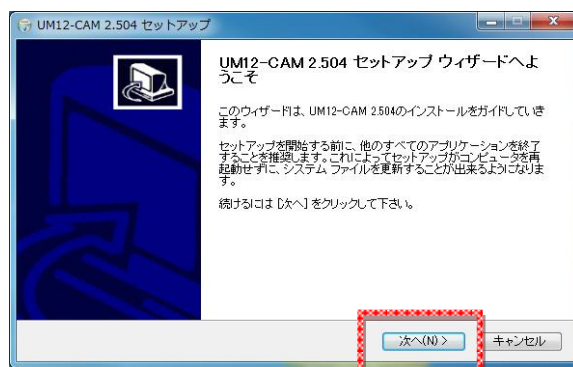 UM12-CAM 2.504 セットアップ
UM12-CAM 2.504 セットアップ ウィザードへよ
うこそ
このウィザードは、UM12-CAM 2.504のインストールをガイドしていき
ます。
セットアップを開始する前に、他のすべてのアプリケーションを終了
することを推奨します。これによってセットアップがコンピュータを再
起動せずに、システム ファイルを更新することが出来るようになりま
す。
続けるには [次へ] をクリックして下さい。
次へ(N) >
キャンセル